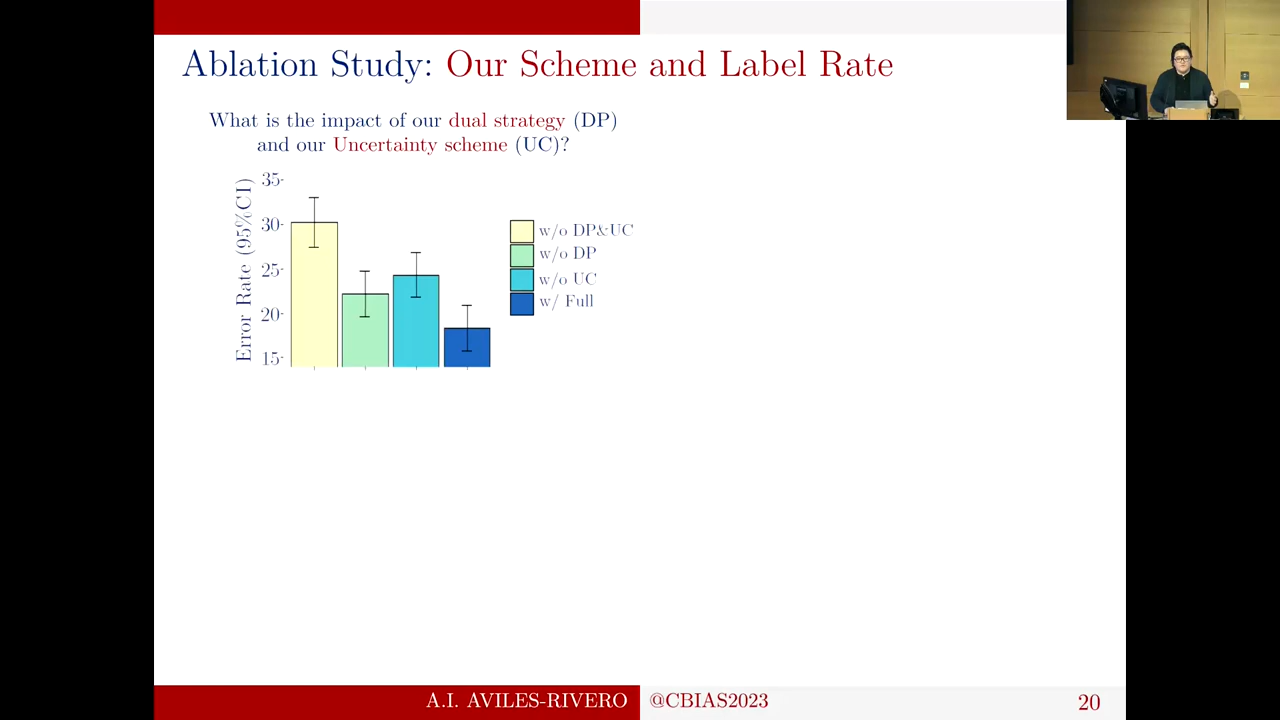 Ablation Study: Our Scheme and Label Rate
What is the impact of our dual strategy (DP)
and our Uncertainty scheme (UC)?
Error Rate (95%CI)
35
30
25
20
15
w/o DP&UC
w/o DP
w/o UC
w/ Full
A.I. AVILES-RIVERO
@CBIAS2023
20